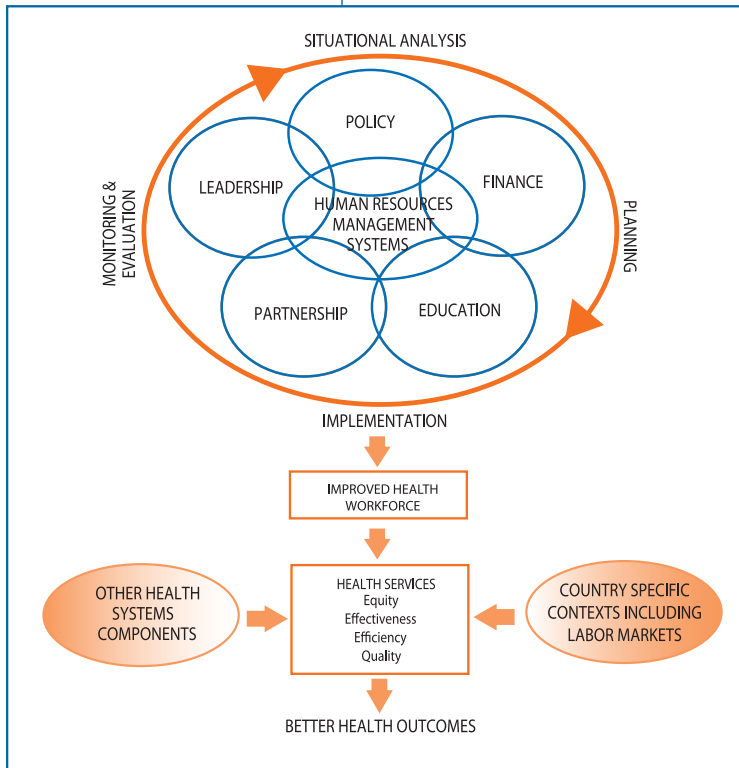 SITUATIONAL ANALYSIS
POLICY
LEADERSHIP
FINANCE
HUMAN RESOURCES
MANAGEMENT
SYSTEMS
MONITORING &
EVALUATION
PLANNING
PARTNERSHIP
EDUCATION
IMPLEMENTATION
IMPROVED HEALTH
WORKFORCE
OTHER HEALTH
SYSTEMS
COMPONENTS
HEALTH SERVICES
Equity
Effectiveness
Efficiency
Quality
COUNTRY SPECIFIC
CONTEXTS INCLUDING
LABOR MARKETS
BETTER HEALTH OUTCOMES